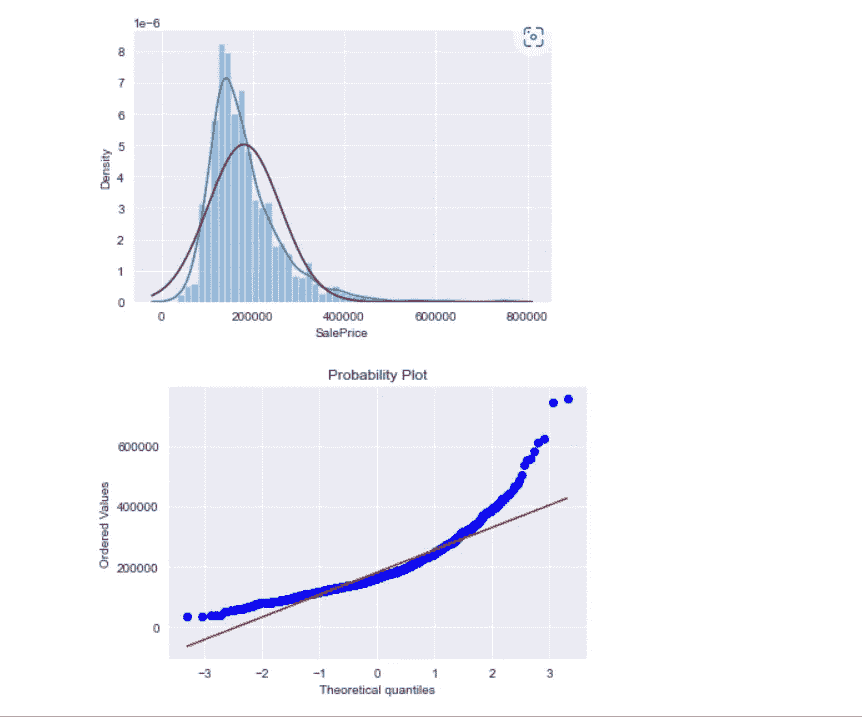 1e−6
8
7
6
5
4
3
2
1
0
Density
0 200000 400000 600000 800000
SalePrice
Probability Plot
600000
400000
200000
0
Ordered Values
−3 −2 −1 0 1 2 3
Theoretical quantiles